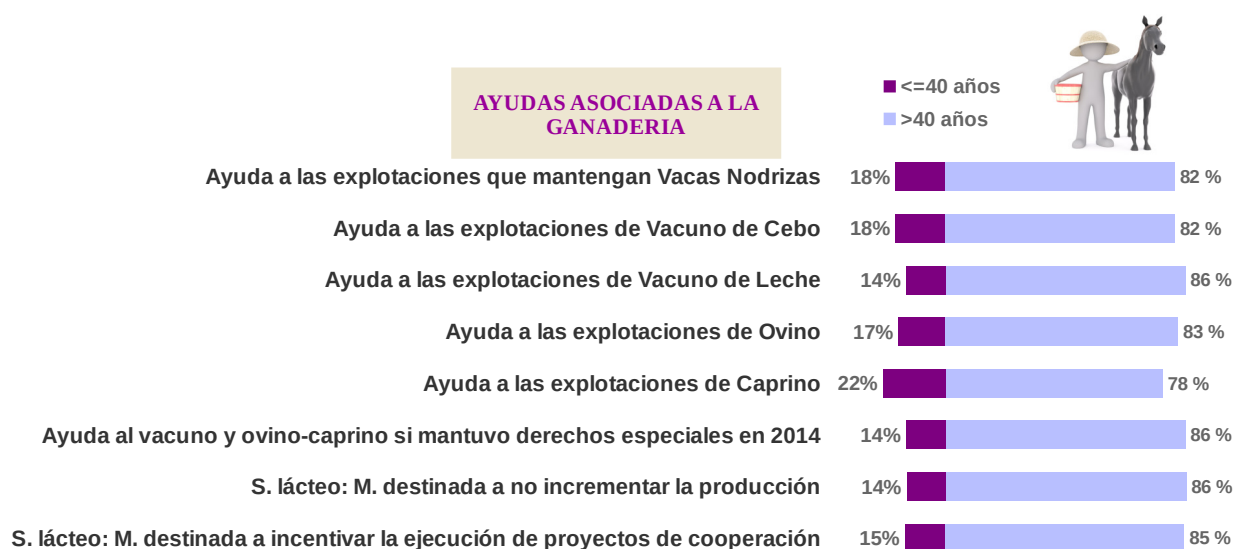 AYUDAS ASOCIADAS A LA
GANADERIA
<=40 años
>40 años
Ayuda a las explotaciones que mantengan Vacas Nodrizas 18% 82 %
Ayuda a las explotaciones de Vacuno de Cebo 18% 82 %
Ayuda a las explotaciones de Vacuno de Leche 14% 86 %
Ayuda a las explotaciones de Ovino 17% 83 %
Ayuda a las explotaciones de Caprino 22% 78 %
Ayuda al vacuno y ovino-caprino si mantuvo derechos especiales en 2014 14% 86 %
S. lácteo: M. destinada a no incrementar la producción 14% 86 %
S. lácteo: M. destinada a incentivar la ejecución de proyectos de cooperación 15% 85 %